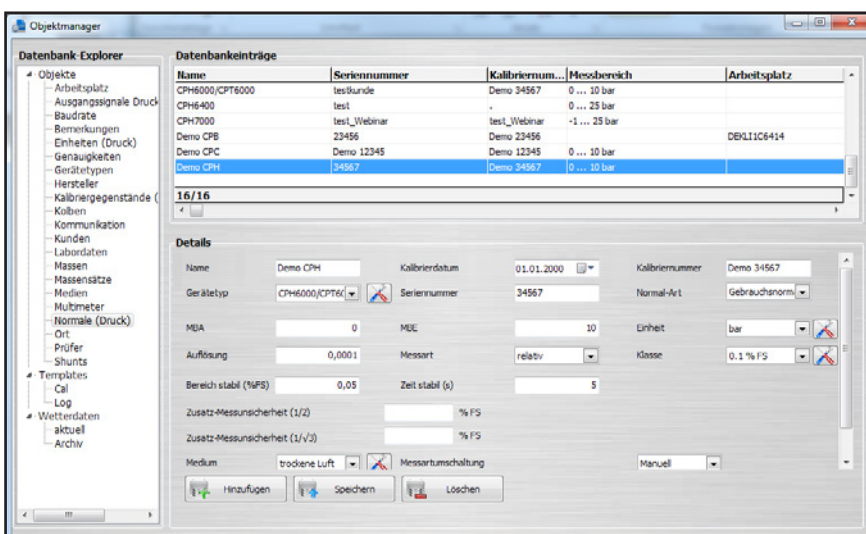 Objektmanager
Datenbank-Explorer
Objekte
Arbeitsplatz
Ausgangssignale Druck
Baudrate
Bemerkungen
Einheiten (Druck)
Genauigkeiten
Gerätetypen
Hersteller
Kalibriergegenstände (
Kolben
Kommunikation
Kunden
Labordaten
Massen
Massensätze
Medien
Multimeter
Normale (Druck)
Ort
Prüfer
Shunts
Templates
Cal
Log
Wetterdaten
aktuell
Archiv
Datenbankeinträge
Name Seriennummer Kalibriernum... Messbereich Arbeitsplatz
CPH6000/CPT6000 testkunde Demo 34567 0 ... 10 bar
CPH6400 test . 0 ... 25 bar
CPH7000 test_Webinar test_Webinar -1 ... 25 bar
Demo CPB 23456 Demo 23456 DEKLI1C6414
Demo CPC Demo 12345 Demo 12345 0 ... 10 bar
Demo CPH 34567 Demo 34567 0 ... 10 bar
16/16
Details
Name Demo CPH Kalibrierdatum 01.01.2000 Kalibriernummer Demo 34567
Gerätetyp CPH6000/CPT6( Seriennummer 34567 Normal-Art Gebrauchsnorm
MBA 0 MBE 10 Einheit bar
Auflösung 0,0001 Messart relativ Klasse 0.1 % FS
Bereich stabil (%FS) 0,05 Zeit stabil (s) 5
Zusatz-Messunsicherheit (1/2) % FS
Zusatz-Messunsicherheit (1/√3) % FS
Medium trockene Luft Messartumschaltung Manuell
Hinzufügen Speichern Löschen